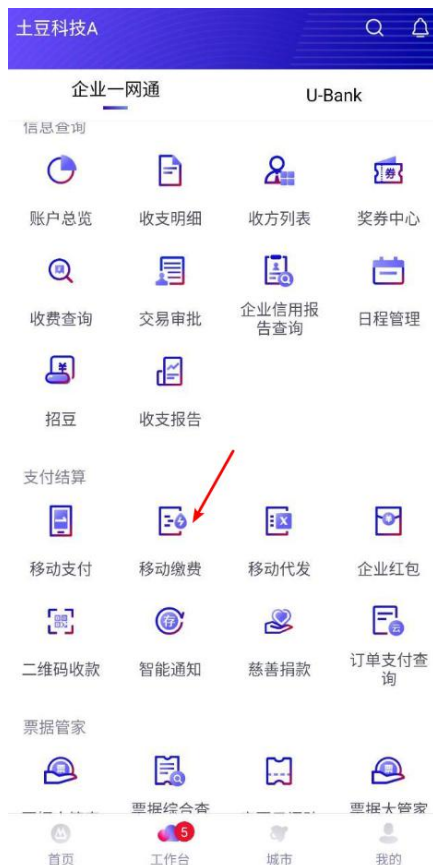 土豆科技A
企业一网通
U-Bank
信息查询
账户总览
收支明细
收方列表
奖券中心
收费查询
交易审批
企业信用报
告查询
日程管理
招豆
收支报告
支付结算
移动支付
移动缴费
移动代发
企业红包
二维码收款
智能通知
慈善捐款
订单支付查
询
票据管家
票据综合查
票据大管家
5
首页
工作台
城市
我的